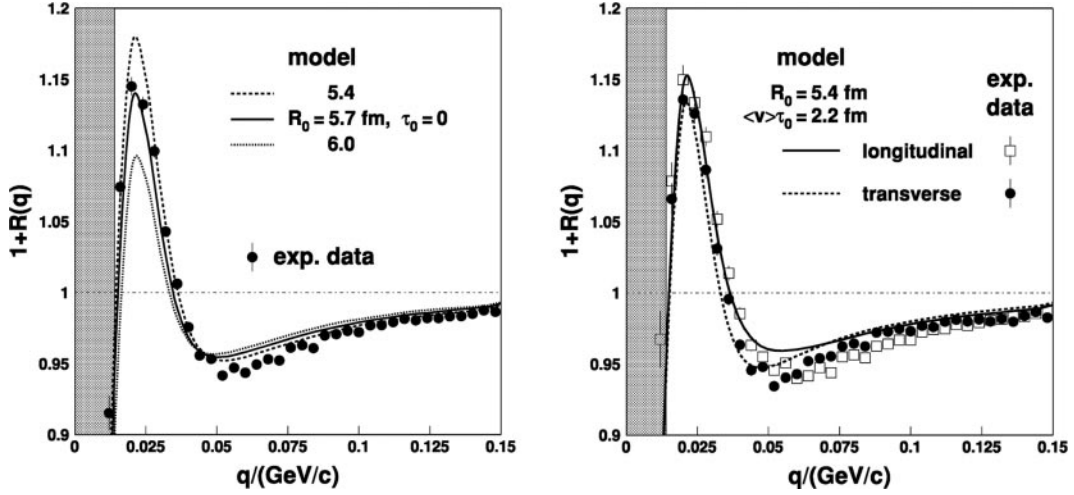 1.2
1.15
1.1
1.05
1
0.95
0.9
1+R(q)
model
5.4
R0 = 5.7 fm, τ0 = 0
6.0
exp. data
0 0.025 0.05 0.075 0.1 0.125 0.15
q/(GeV/c)
1.2
1.15
1.1
1.05
1
0.95
0.9
1+R(q)
model
R0 = 5.4 fm
<v>τ0 = 2.2 fm
exp.
data
longitudinal
transverse
0 0.025 0.05 0.075 0.1 0.125 0.15
q/(GeV/c)